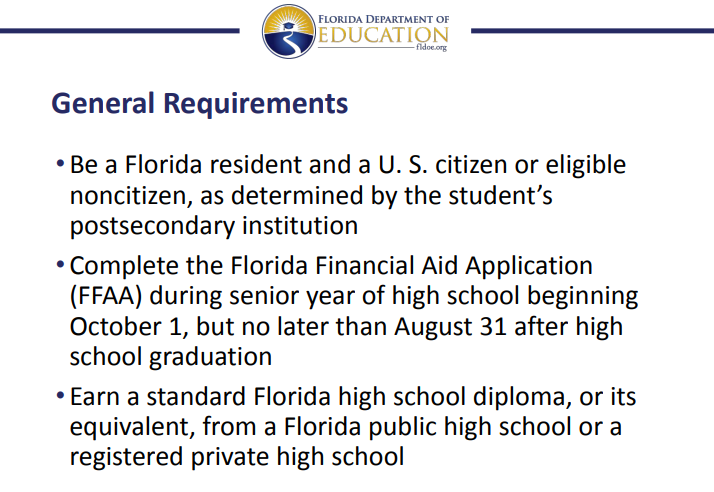 FLORIDA DEPARTMENT OF
EDUCATION
fldoe.org
General Requirements
• Be a Florida resident and a U. S. citizen or eligible
noncitizen, as determined by the student’s
postsecondary institution
• Complete the Florida Financial Aid Application
(FFAA) during senior year of high school beginning
October 1, but no later than August 31 after high
school graduation
• Earn a standard Florida high school diploma, or its
equivalent, from a Florida public high school or a
registered private high school